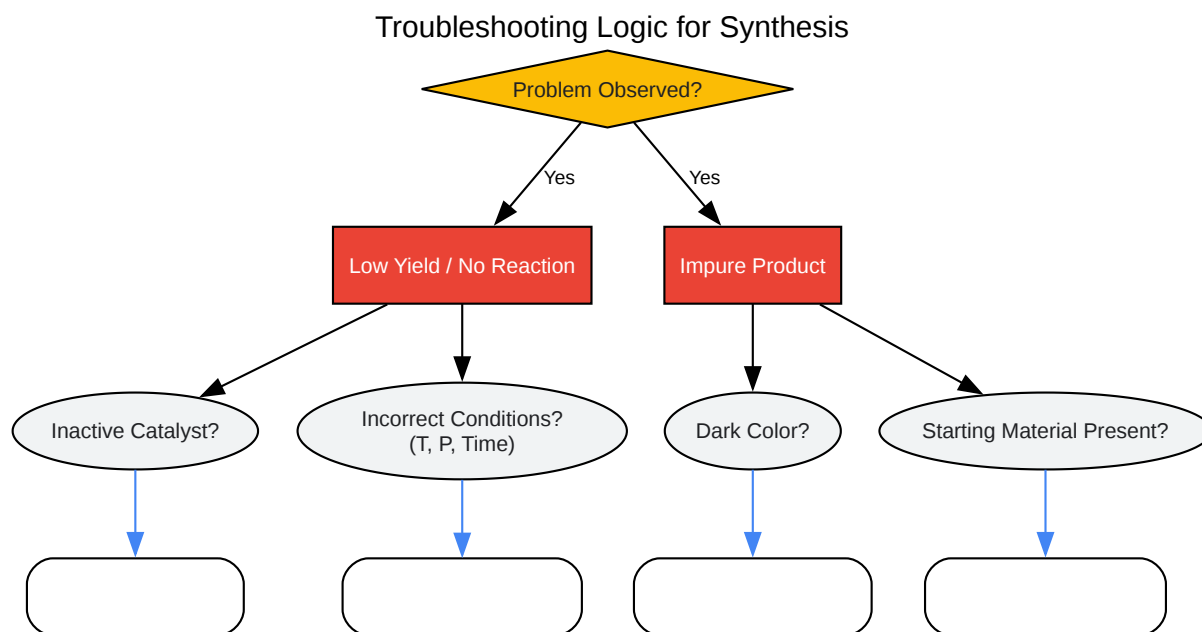 Troubleshooting Logic for Synthesis
Problem Observed?
Yes
Yes
Low Yield / No Reaction
Impure Product
Inactive Catalyst?
Incorrect Conditions?
(T, P, Time)
Dark Color?
Starting Material Present?